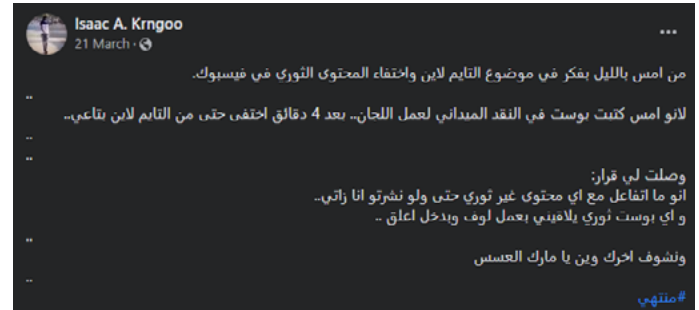 Isaac A. Krngoo
21 March ·
من امس بالليل بفكر في موضوع التايم لاين واختفاء المحتوى الثوري في فيسبوك.
..
لانو امس كتبت بوست في النقد الميداني لعمل اللجان.. بعد 4 دقائق اختفى حتى من التايم لاين بتاعي..
..
..
وصلت لي قرار:
انو ما اتفاعل مع اي محتوى غير ثوري حتى ولو نشرتو انا زاتي..
و اي بوست ثوري يلاقيني بعمل لوف وبدخل اعلق ..
..
ونشوف اخرك وين يا مارك العسس
..
#منتهي